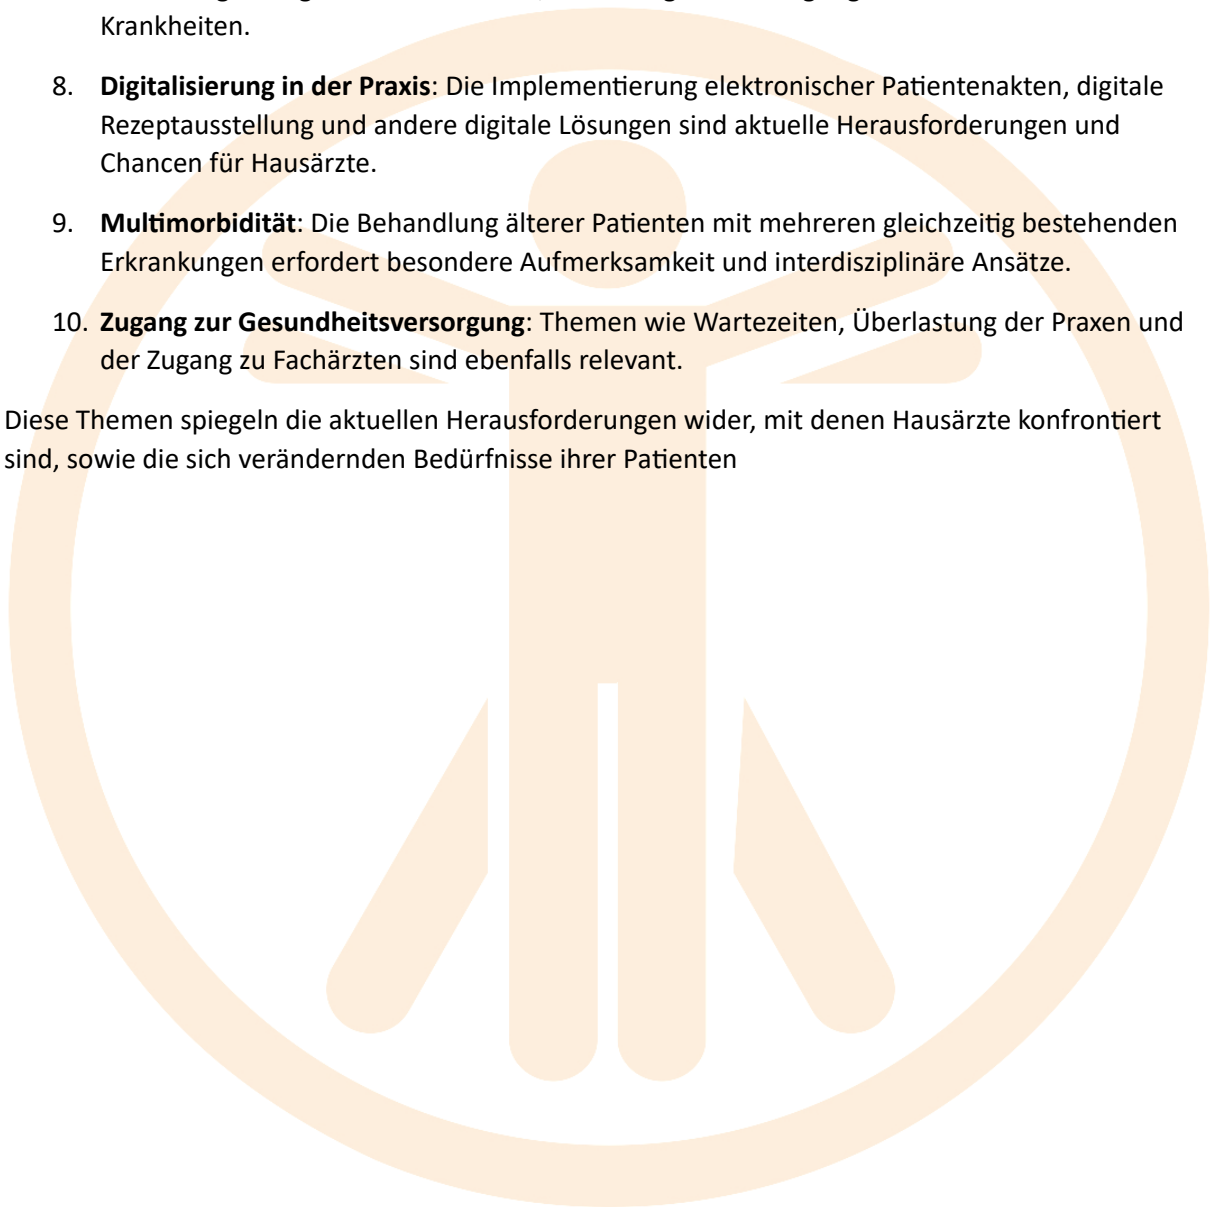 Krankheiten.
8. Digitalisierung in der Praxis: Die Implementierung elektronischer Patientenakten, digitale
Rezeptausstellung und andere digitale Lösungen sind aktuelle Herausforderungen und
Chancen für Hausärzte.
9. Multimorbidität: Die Behandlung älterer Patienten mit mehreren gleichzeitig bestehenden
Erkrankungen erfordert besondere Aufmerksamkeit und interdisziplinäre Ansätze.
10. Zugang zur Gesundheitsversorgung: Themen wie Wartezeiten, Überlastung der Praxen und
der Zugang zu Fachärzten sind ebenfalls relevant.
Diese Themen spiegeln die aktuellen Herausforderungen wider, mit denen Hausärzte konfrontiert
sind, sowie die sich verändernden Bedürfnisse ihrer Patienten